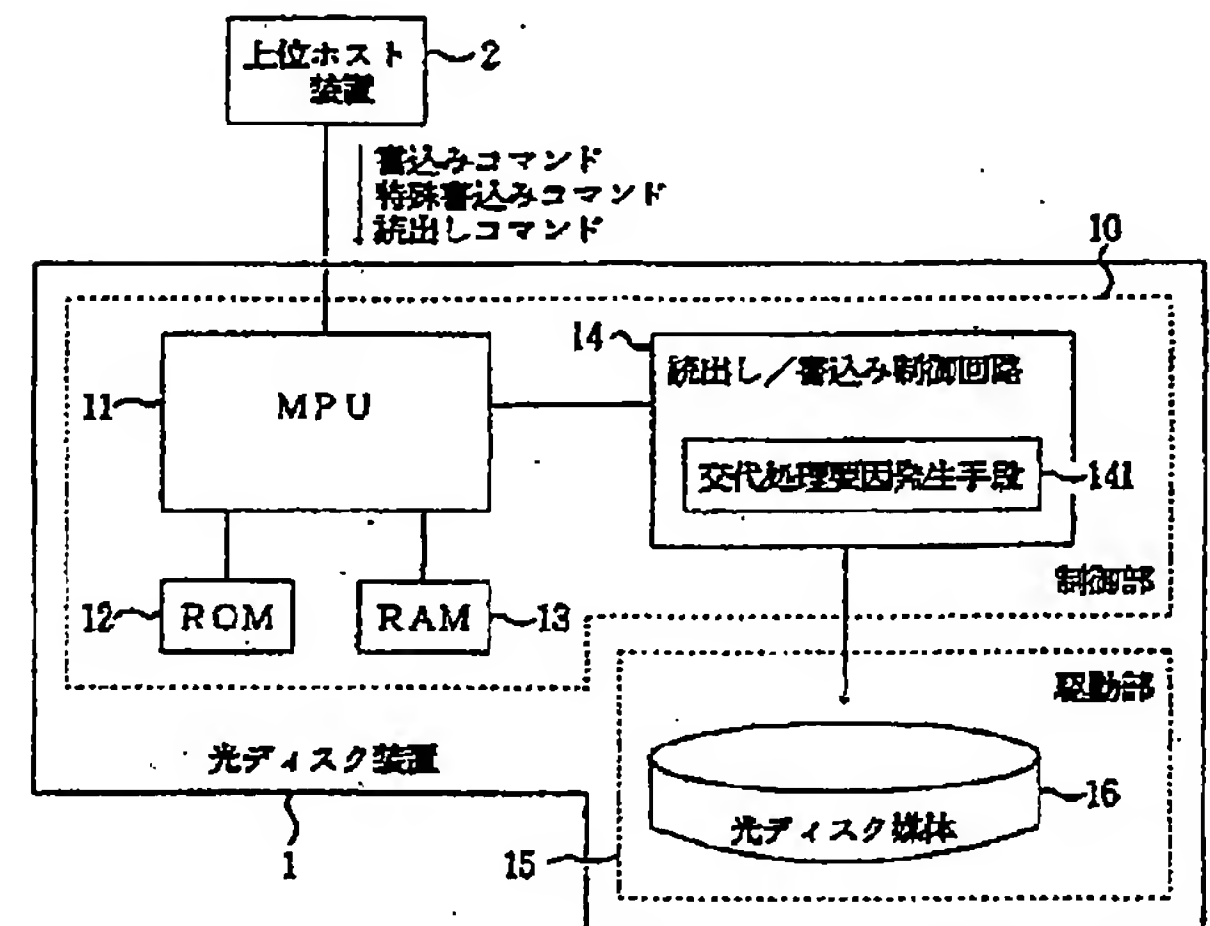 上位ホスト
装置
2
書込みコマンド
特殊書込みコマンド
読出しコマンド
10
14
読出し／書込み制御回路
11
MPU
交代処理要因発生手段
141
制御部
12
ROM
RAM
13
駆動部
光ディスク装置
16
光ディスク媒体
1
15